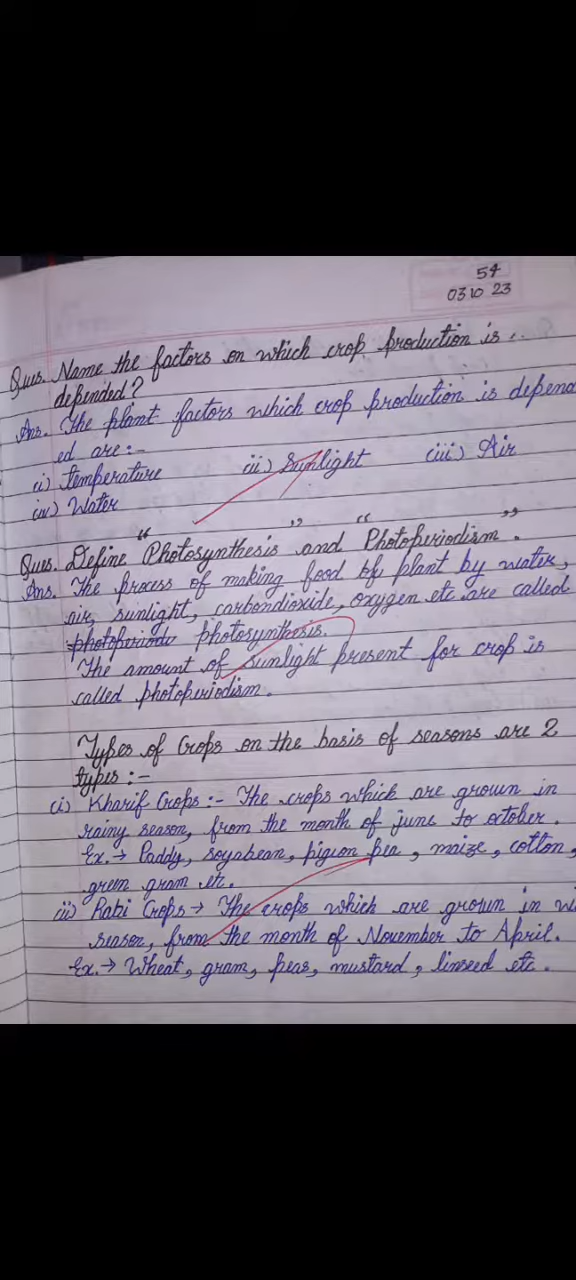 54
03 10 23
Ques. Name the factors on which crop production is
depended?
Ans. The plant factors which crop production is depend
ed are:-
i) Temperature ii) Sunlight iii) Air
iv) Water
Ques. Define "Photosynthesis" and "Photoperiodism".
Ans. The process of making food of plant by water,
air, sunlight, carbondioxide, oxygen etc. are called
photoperiodi photosynthesis.
The amount of sunlight present for crop is
called photoperiodism.
Types of Crops on the basis of seasons are 2
types:-
(i) Kharif Crops:- The crops which are grown in
rainy season, from the month of june to october.
Ex.→ Paddy, soyabean, pigeon pea, maize, cotton,
green gram etc.
ii) Rabi Crops → The crops which are grown in wi
season, from the month of November to April.
Ex.→ Wheat, gram, peas, mustard, linseed etc.